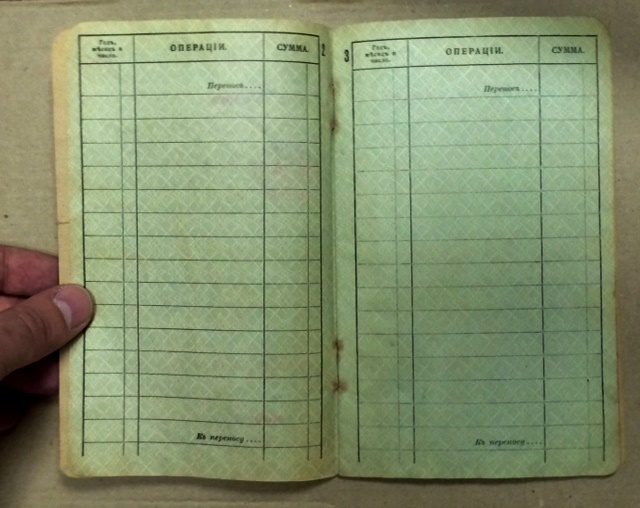 Годъ,
мѣсяцъ и
число.
ОПЕРАЦІИ.
СУММА.
2
Переносъ....
Къ переносу....
3
Годъ,
мѣсяцъ и
число.
ОПЕРАЦІИ.
СУММА.
Переносъ....
Къ переносу....